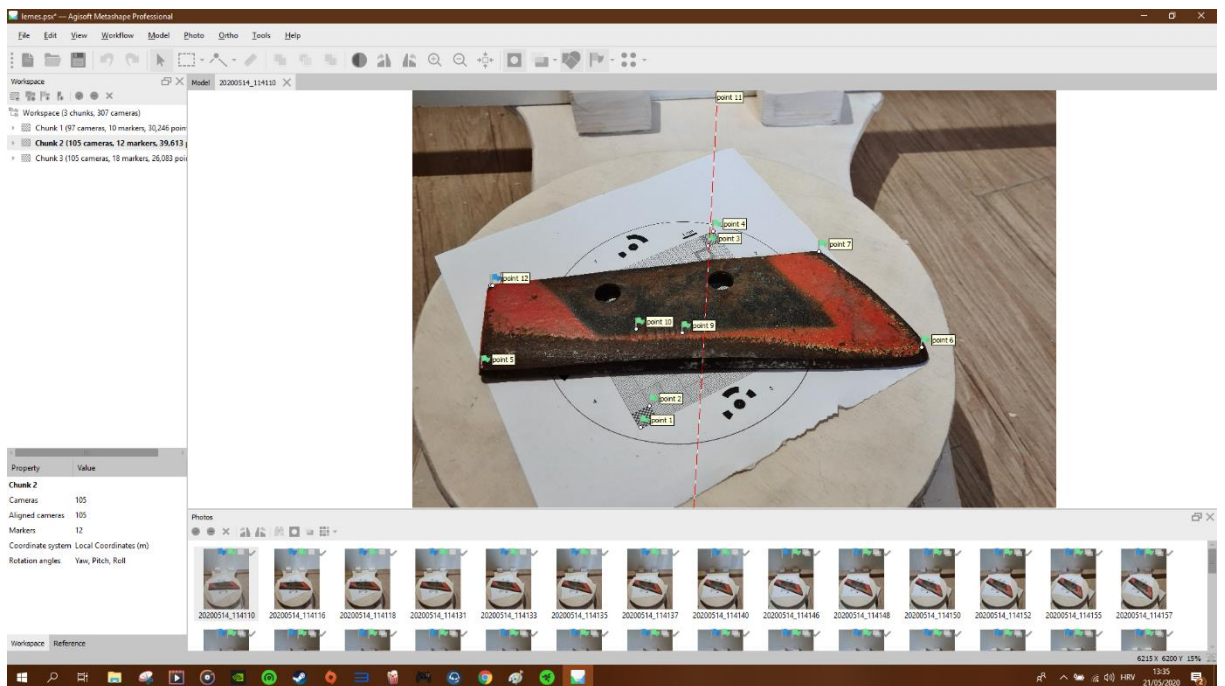 lemes.psx* — Agisoft Metashape Professional
File Edit View Workflow Model Photo Ortho Tools Help
Workspace
Model 20200514_114110
Workspace (3 chunks, 307 cameras)
Chunk 1 (97 cameras, 10 markers, 30,246 poin
Chunk 2 (105 cameras, 12 markers, 39,613 p
Chunk 3 (105 cameras, 18 markers, 26,083 poi
point 11
point 4
point 3
point 7
point 12
point 10
point 9
point 6
point 5
point 2
point 1
Property Value
Chunk 2
Cameras 105
Aligned cameras 105
Markers 12
Coordinate system Local Coordinates (m)
Rotation angles Yaw, Pitch, Roll
Workspace Reference
Photos
20200514_114110 20200514_114116 20200514_114118 20200514_114131 20200514_114133 20200514_114135 20200514_114137 20200514_114140 20200514_114146 20200514_114148 20200514_114150 20200514_114152 20200514_114155 20200514_114157
6215 X 6200 Y 15%
HRV
13:35
21/05/2020